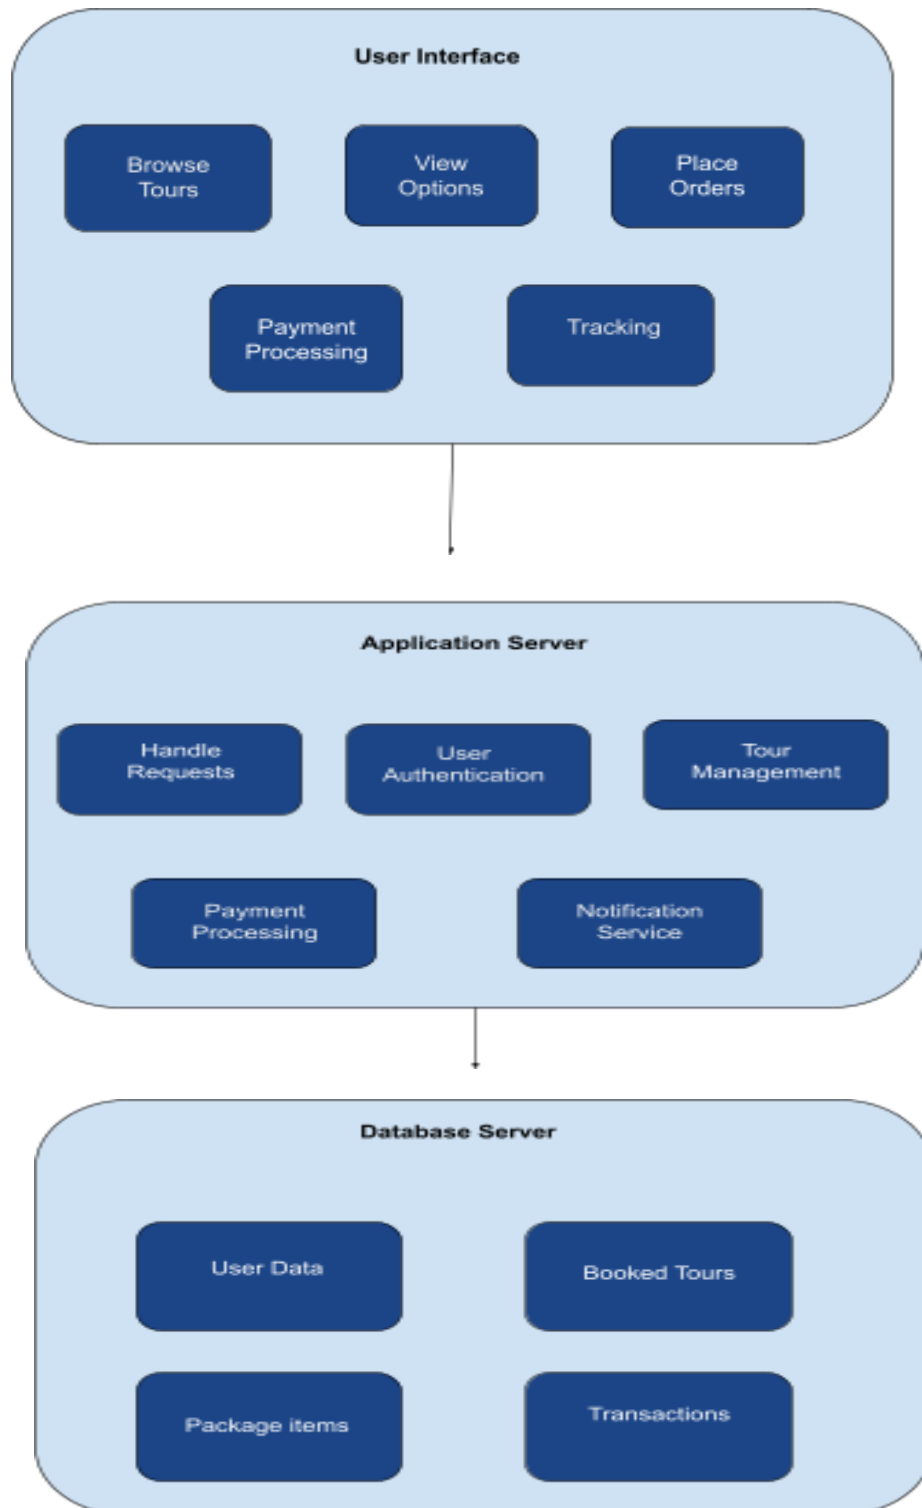 User Interface
Browse
Tours
View
Options
Place
Orders
Payment
Processing
Tracking
Application Server
Handle
Requests
User
Authentication
Tour
Management
Payment
Processing
Notification
Service
Database Server
User Data
Booked Tours
Package items
Transactions